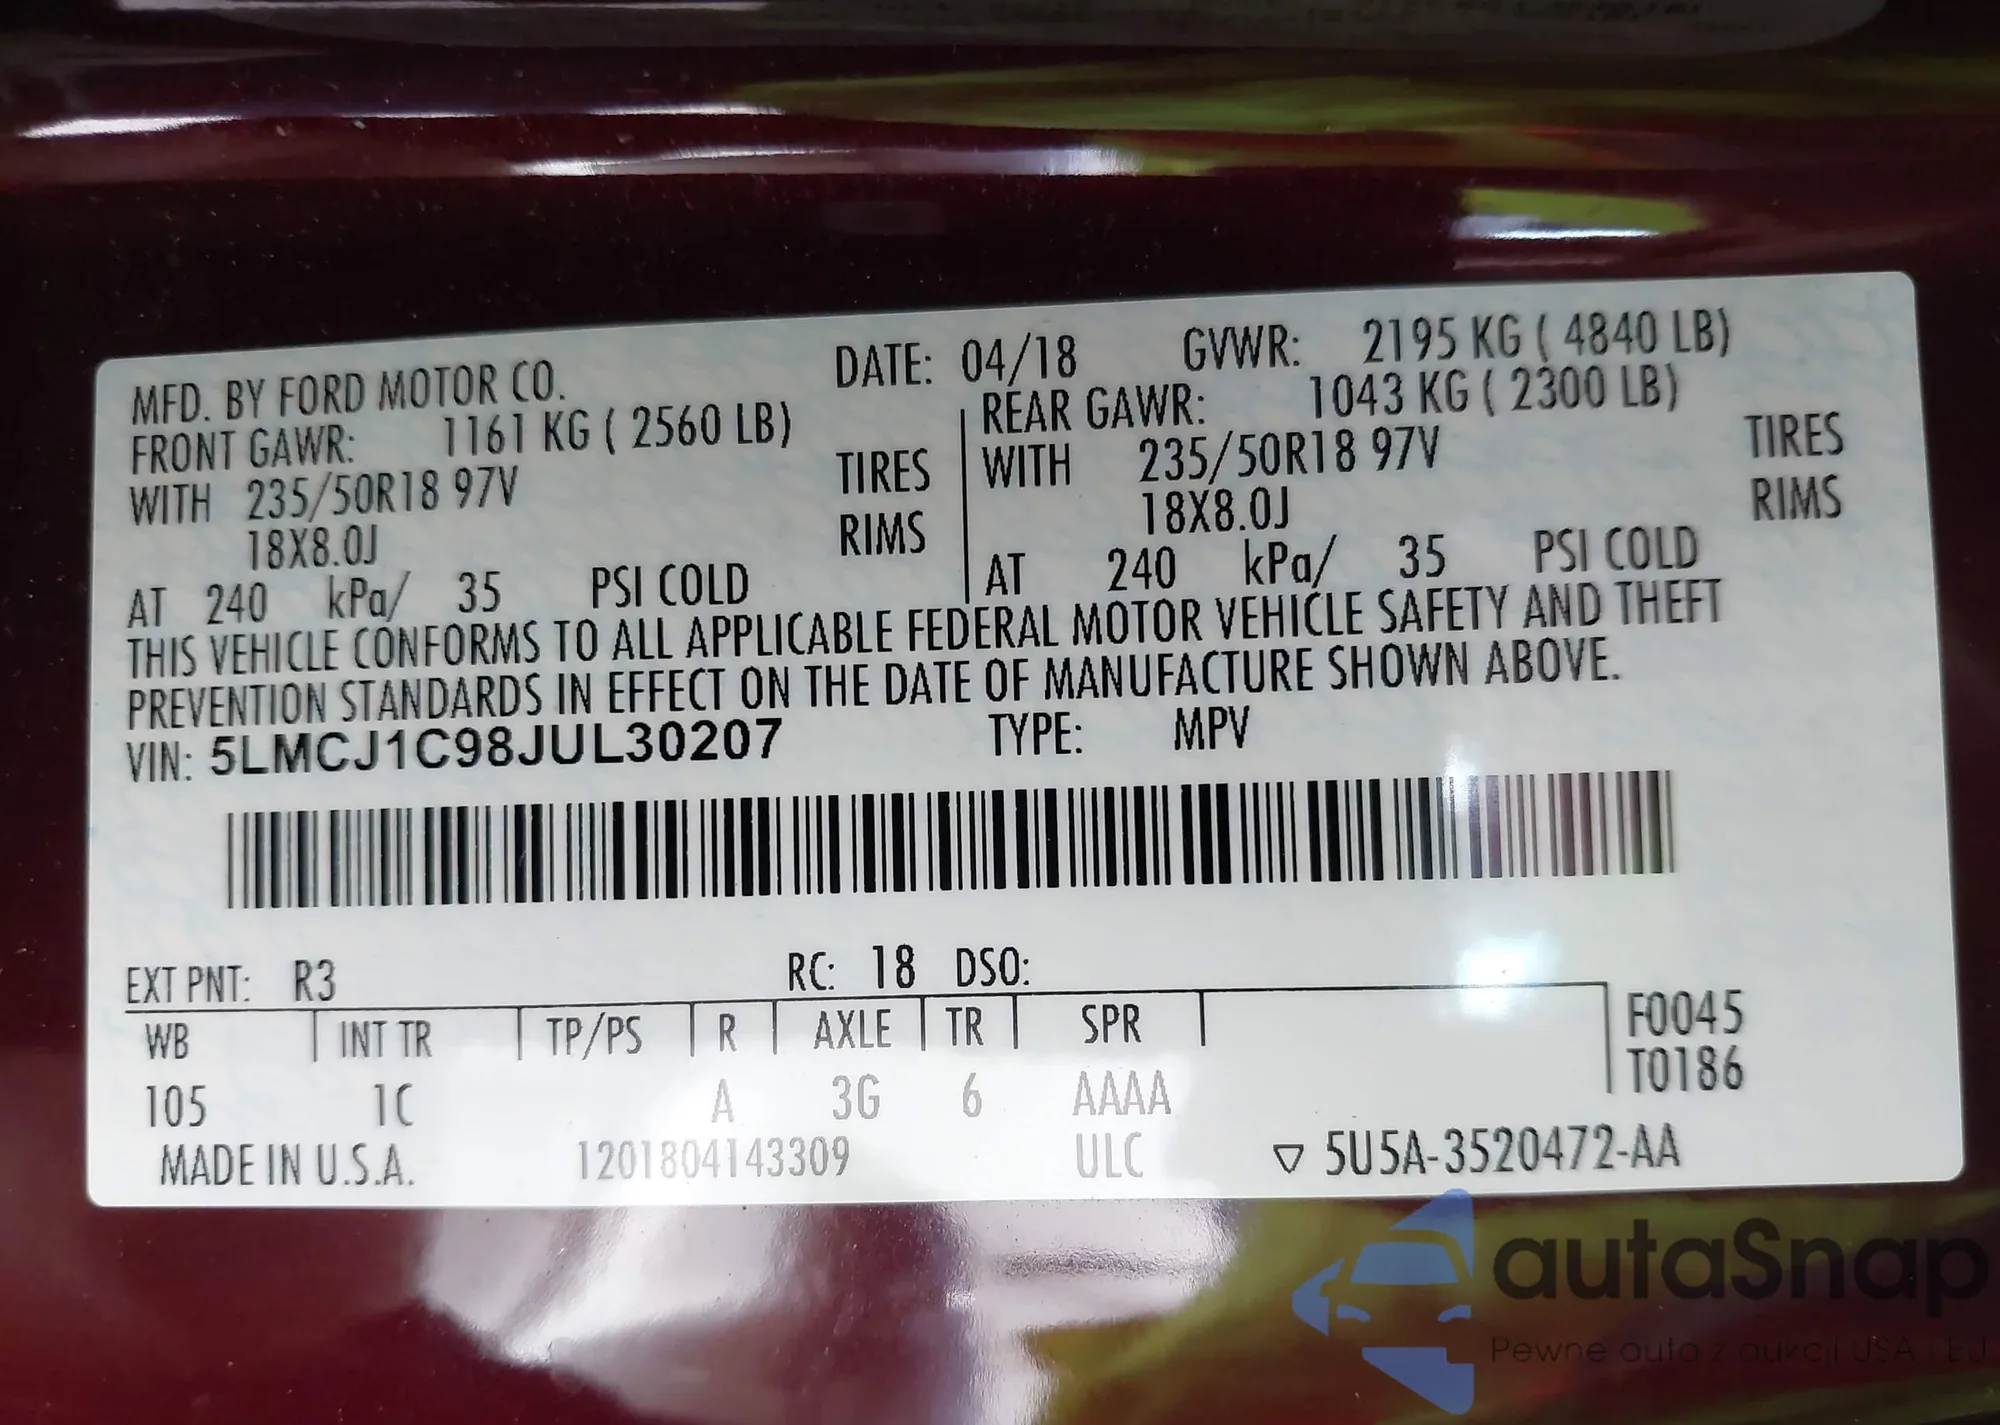 MFD. BY FORD MOTOR CO. DATE: 04/18 GVWR: 2195 KG ( 4840 LB)
FRONT GAWR: 1161 KG ( 2560 LB) REAR GAWR: 1043 KG ( 2300 LB)
WITH 235/50R18 97V TIRES WITH 235/50R18 97V TIRES
18X8.0J RIMS 18X8.0J RIMS
AT 240 kPa/ 35 PSI COLD AT 240 kPa/ 35 PSI COLD
THIS VEHICLE CONFORMS TO ALL APPLICABLE FEDERAL MOTOR VEHICLE SAFETY AND THEFT
PREVENTION STANDARDS IN EFFECT ON THE DATE OF MANUFACTURE SHOWN ABOVE.
VIN: 5LMCJ1C98JUL30207 TYPE: MPV
EXT PNT: R3 RC: 18 DSO:
WB INT TR TP/PS R AXLE TR SPR F0045
T0186
105 1C A 3G 6 AAAA
MADE IN U.S.A. 1201804143309 ULC ▽ 5U5A-3520472-AA
autaSnap
Pewne auta z aukcji USA i EU